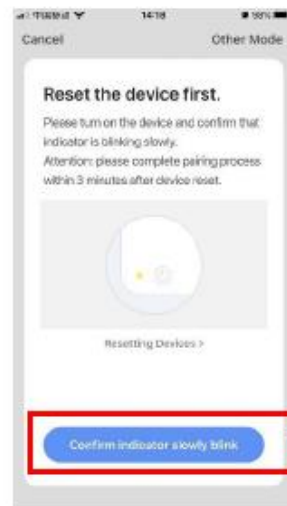 14:18
98%
Cancel
Other Mode
Reset the device first.
Please turn on the device and confirm that
indicator is blinking slowly.
Attention: please complete pairing process
within 3 minutes after device reset.
Resetting Devices >
Confirm indicator slowly blink